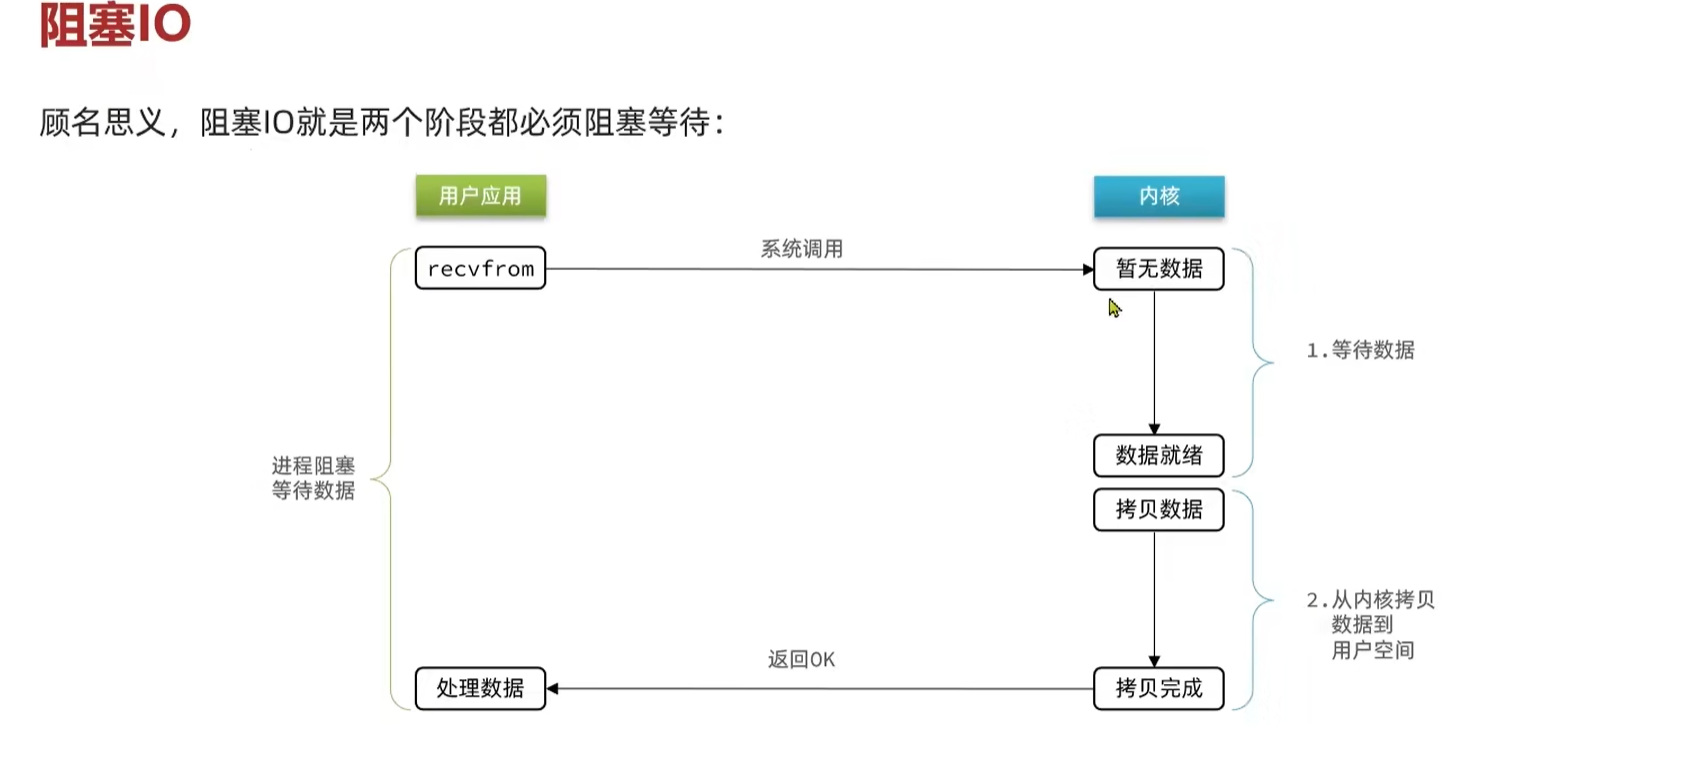 阻塞IO
顾名思义，阻塞IO就是两个阶段都必须阻塞等待：
用户应用
内核
系统调用
recvfrom
暂无数据
1.等待数据
数据就绪
进程阻塞
等待数据
拷贝数据
2.从内核拷贝
数据到
用户空间
返回OK
处理数据
拷贝完成